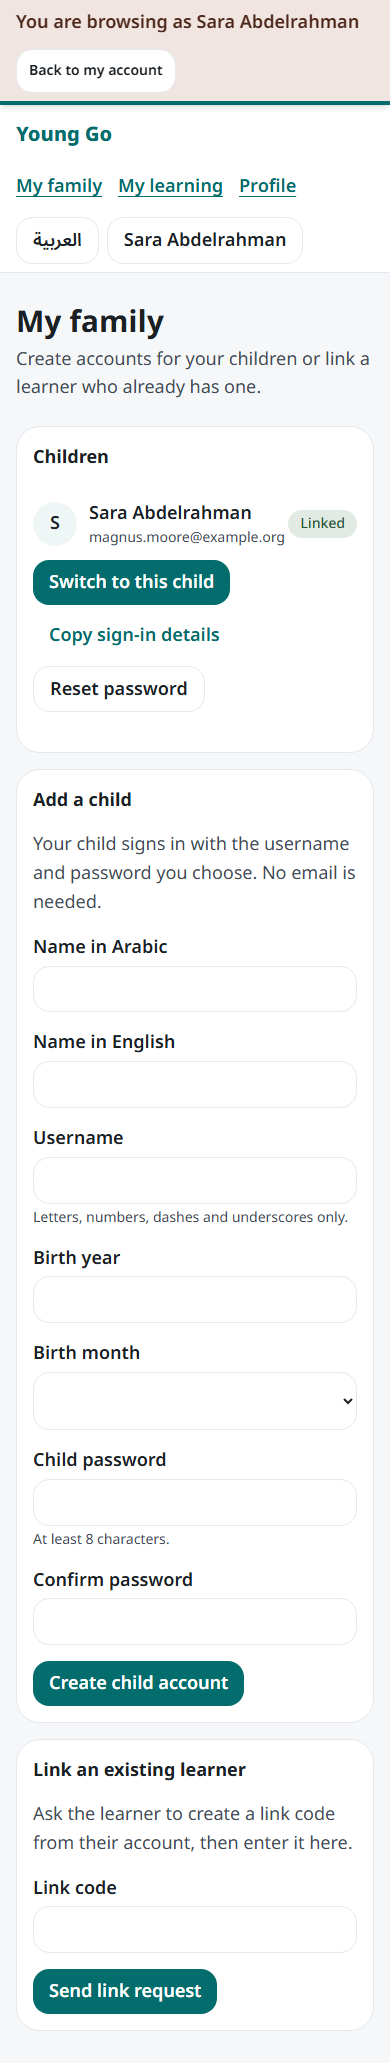 You are browsing as Sara Abdelrahman
Back to my account
Young Go
My family My learning Profile
العربية Sara Abdelrahman
My family
Create accounts for your children or link a
learner who already has one.
Children
S
Sara Abdelrahman
magnus.moore@example.org
Linked
Switch to this child
Copy sign-in details
Reset password
Add a child
Your child signs in with the username
and password you choose. No email is
needed.
Name in Arabic
Name in English
Username
Letters, numbers, dashes and underscores only.
Birth year
Birth month
Child password
At least 8 characters.
Confirm password
Create child account
Link an existing learner
Ask the learner to create a link code
from their account, then enter it here.
Link code
Send link request